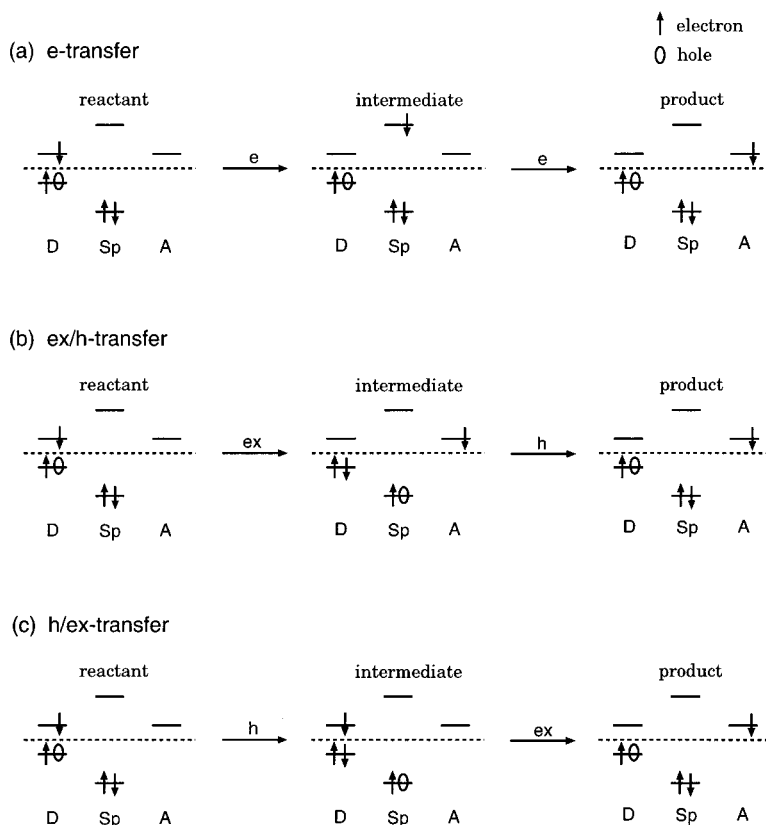 electron
hole
(a) e-transfer
reactant intermediate product
e e
D Sp A D Sp A D Sp A
(b) ex/h-transfer
reactant intermediate product
ex h
D Sp A D Sp A D Sp A
(c) h/ex-transfer
reactant intermediate product
h ex
D Sp A D Sp A D Sp A